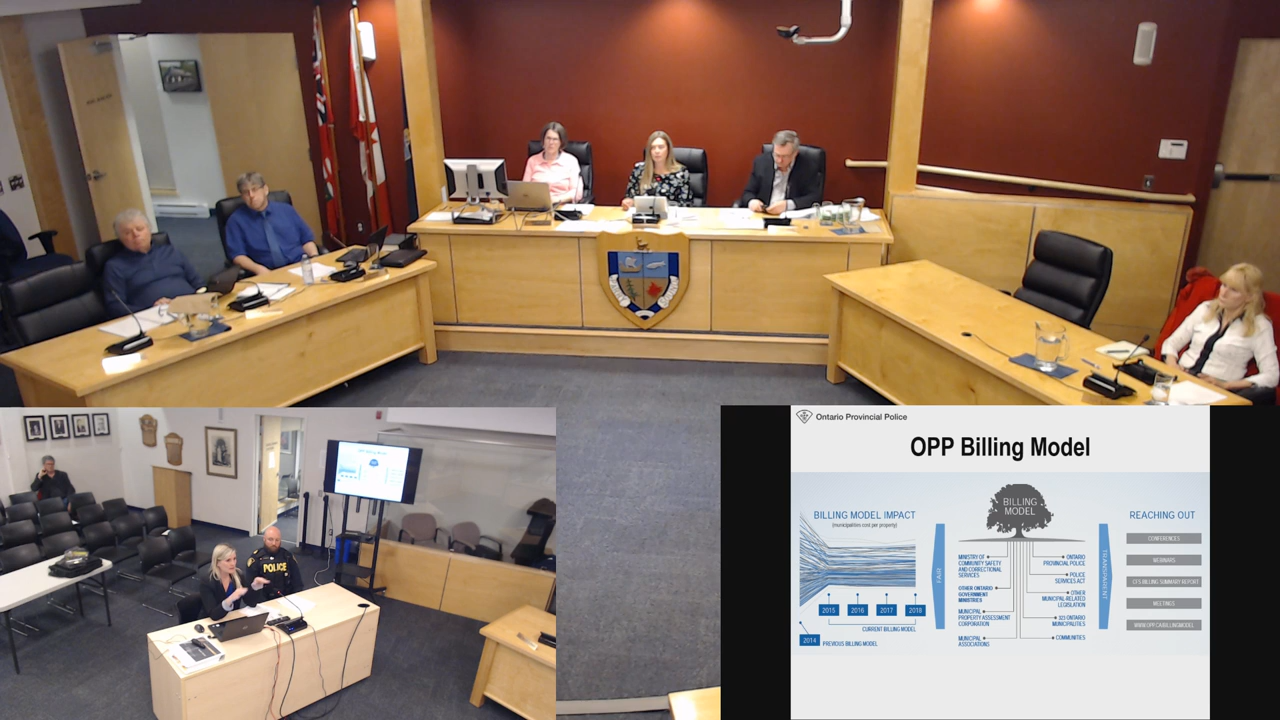 POLICE
Ontario Provincial Police
OPP Billing Model
BILLING MODEL IMPACT
(municipalities cost per property)
2015
2016
2017
2018
CURRENT BILLING MODEL
2014
PREVIOUS BILLING MODEL
FAIR
BILLING
MODEL
MINISTRY OF
COMMUNITY SAFETY
AND CORRECTIONAL
SERVICES
OTHER ONTARIO
GOVERNMENT
MINISTRIES
MUNICIPAL
PROPERTY ASSESSMENT
CORPORATION
MUNICIPAL
ASSOCIATIONS
ONTARIO
PROVINCIAL POLICE
POLICE
SERVICES ACT
OTHER
MUNICIPAL-RELATED
LEGISLATION
323 ONTARIO
MUNICIPALITIES
COMMUNITIES
TRANSPARENT
REACHING OUT
CONFERENCES
WEBINARS
CFS BILLING SUMMARY REPORT
MEETINGS
WWW.OPP.CA/BILLINGMODEL